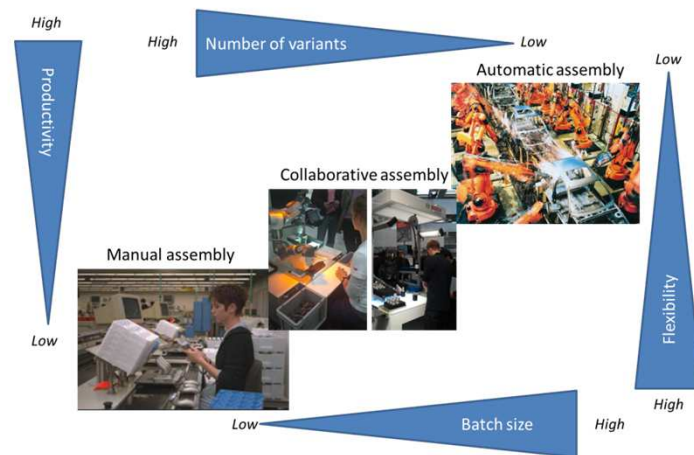 High
High
Number of variants
Low
Low
Automatic assembly
Productivity
Collaborative assembly
Manual assembly
Low
Flexibility
Low
Batch size
High
High